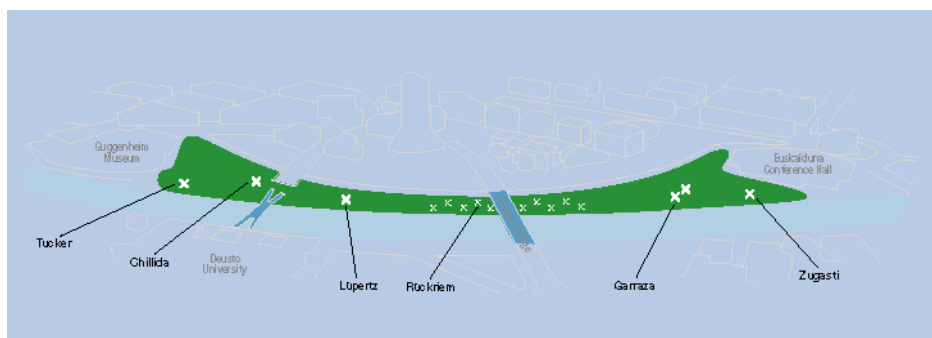 Guggenheim
Museum
Euskalduna
Conference Hall
Tucker
Chillida
Deusto
University
Lüpertz
Rückriem
Garraza
Zugasti